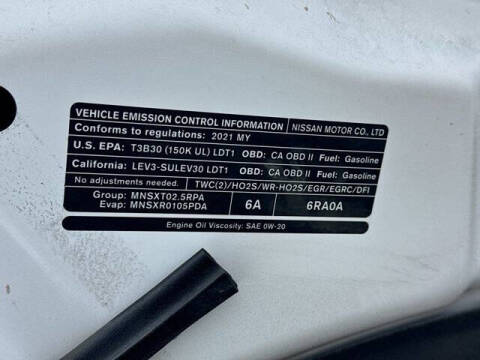 VEHICLE EMISSION CONTROL INFORMATION NISSAN MOTOR CO., LTD
Conforms to regulations: 2021 MY
U.S. EPA: T3B30 (150K UL) LDT1 OBD: CA OBD II Fuel: Gasoline
California: LEV3-SULEV30 LDT1 OBD: CA OBD II Fuel: Gasoline
No adjustments needed. TWC(2)/HO2S/WR-HO2S/EGR/EGRC/DFI
Group: MNSXT02.5RPA 6A 6RA0A
Evap: MNSXR0105PDA
Engine Oil Viscosity: SAE 0W-20